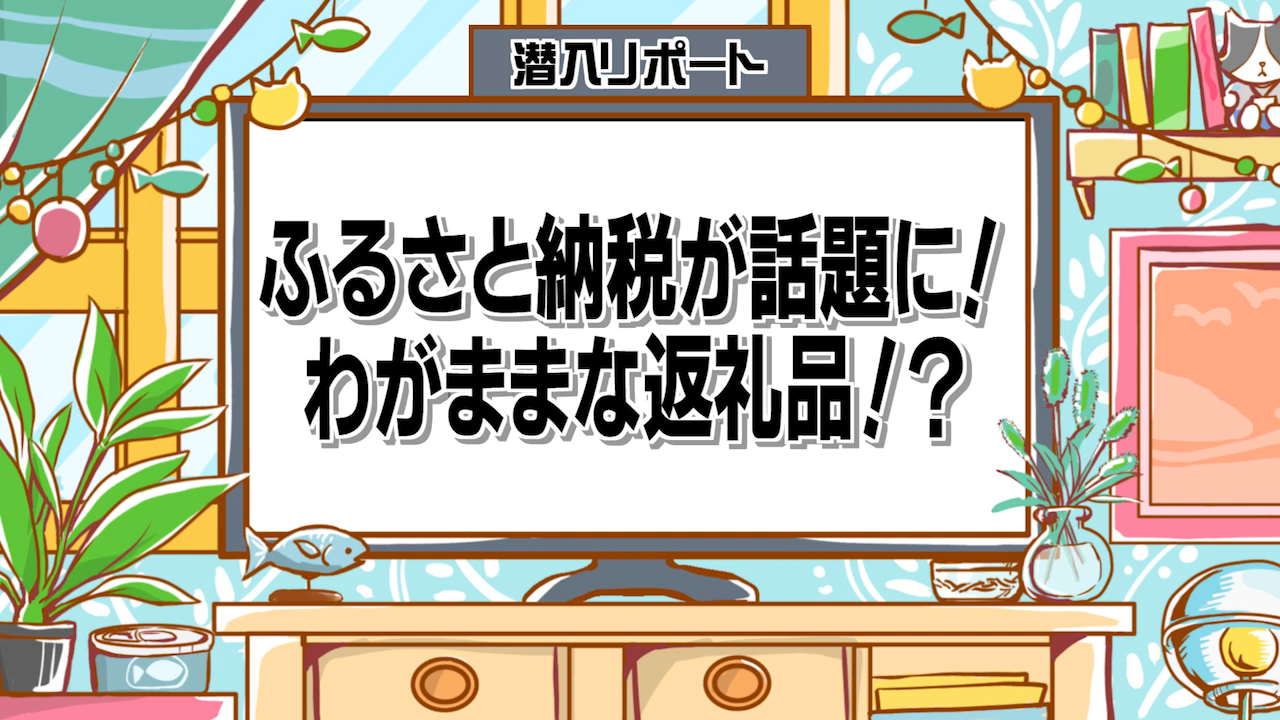 潜入リポート
ふるさと納税が話題に！
わがままな返礼品！？